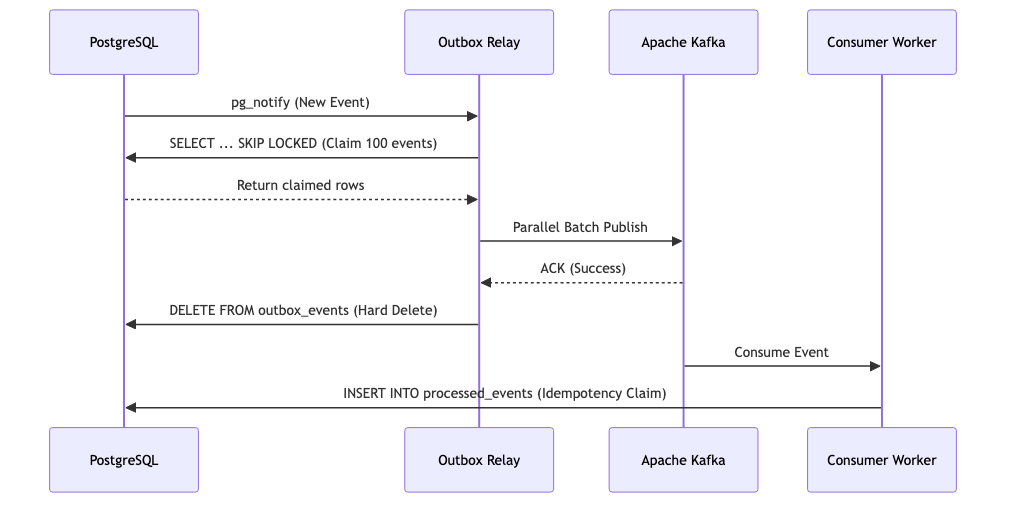 PostgreSQL
Outbox Relay
Apache Kafka
Consumer Worker
pg_notify (New Event)
SELECT ... SKIP LOCKED (Claim 100 events)
Return claimed rows
Parallel Batch Publish
ACK (Success)
DELETE FROM outbox_events (Hard Delete)
Consume Event
INSERT INTO processed_events (Idempotency Claim)
PostgreSQL
Outbox Relay
Apache Kafka
Consumer Worker